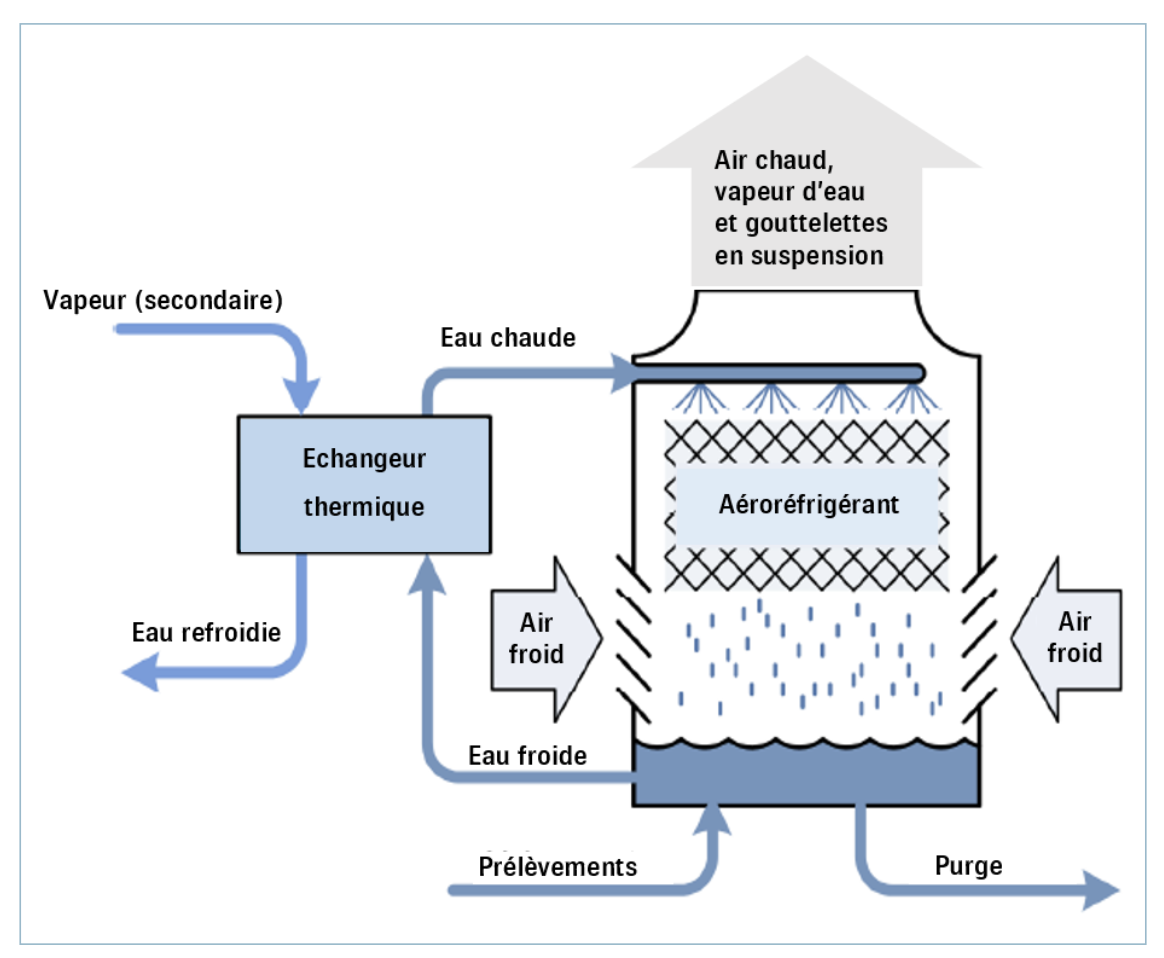 Air chaud,
vapeur d'eau
et gouttelettes
en suspension
Vapeur (secondaire)
Eau chaude
Echangeur
thermique
Aéroréfrigérant
Air
froid
Air
froid
Eau refroidie
Eau froide
Prélèvements
Purge